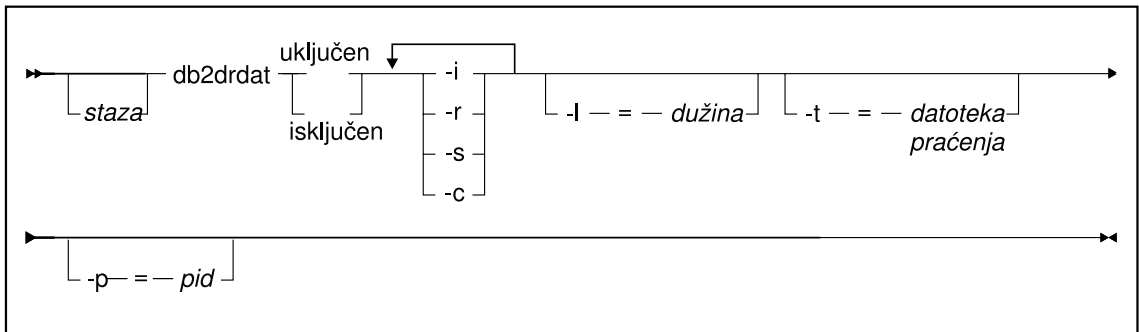 uključen
staza db2drdat -i
isključen -r -l — = — dužina -t — = — datoteka
praćenja
-s
-c
-p — = — pid